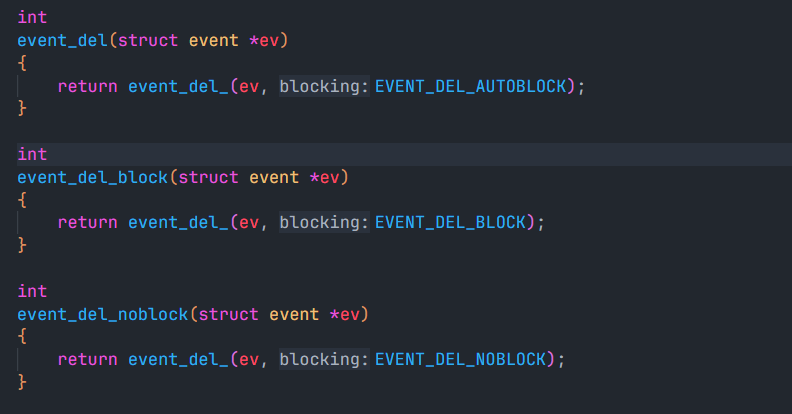 int
event_del(struct event *ev)
{
    return event_del_(ev, blocking: EVENT_DEL_AUTOBLOCK);
}

int
event_del_block(struct event *ev)
{
    return event_del_(ev, blocking: EVENT_DEL_BLOCK);
}

int
event_del_noblock(struct event *ev)
{
    return event_del_(ev, blocking: EVENT_DEL_NOBLOCK);
}